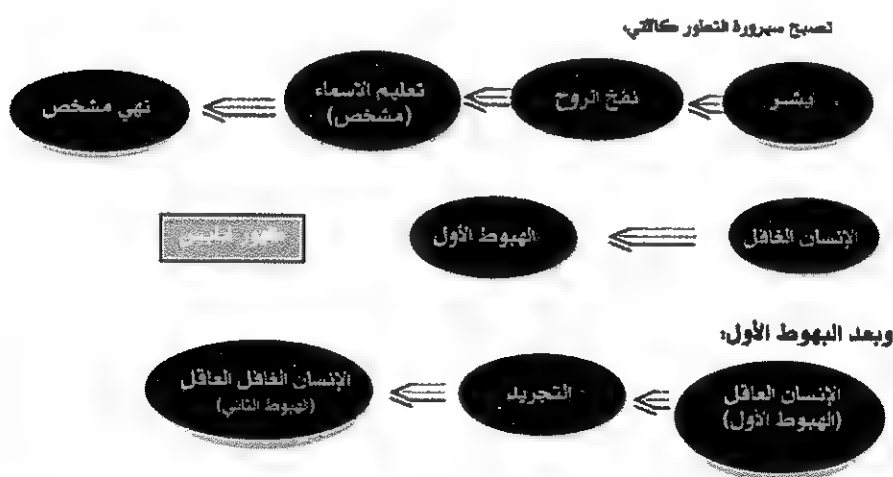 تصبح سيرورة التطور كالآتي:
بشر
نفخ الروح
تعليم الأسماء
(مشخص)
نهي مشخص
الإنسان الغافل
الهبوط الأول
وبعد البهوط الأول:
الإنسان العاقل
(الهبوط الأول)
التجريد
الإنسان الغافل العاقل
(الهبوط الثاني)